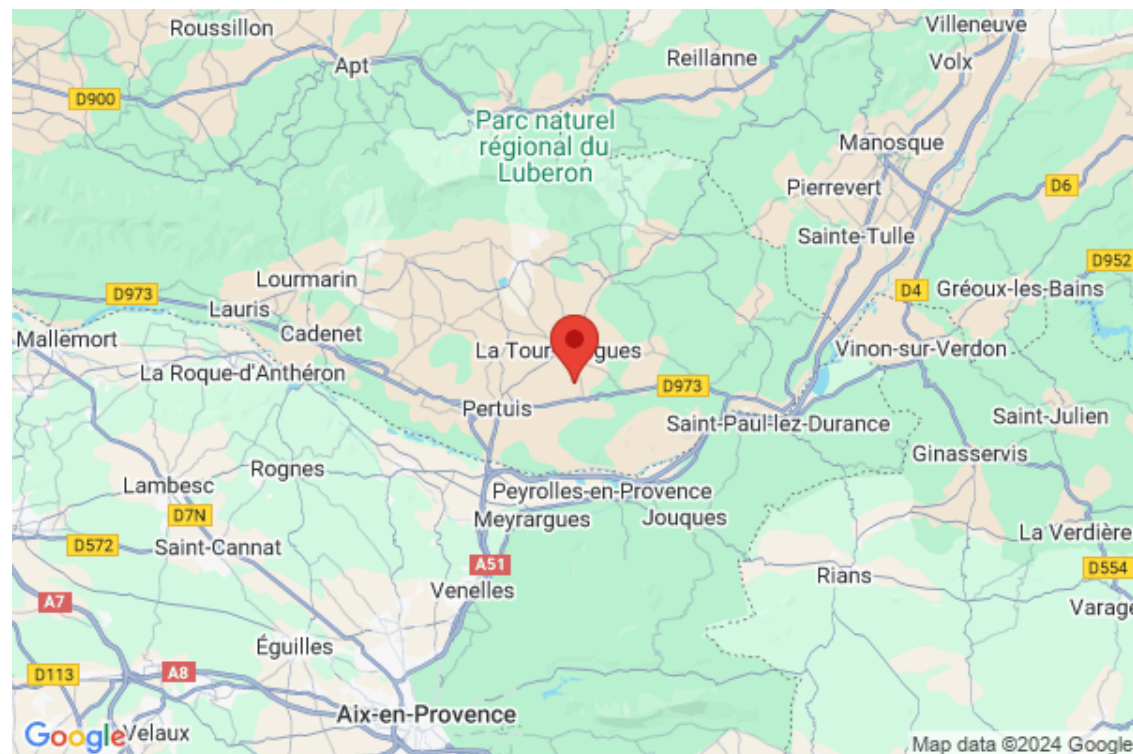 Roussillon
Villeneuve
Apt
Reillanne
Volx
D900
Parc naturel
régional du
Luberon
Manosque
Pierrevert
D6
Sainte-Tulle
D952
Lourmarin
D973
Lauris
D4
Gréoux-les-Bains
Mallemort
Cadenet
La Tour
gues
Vinon-sur-Verdon
La Roque-d'Anthéron
D973
Pertuis
Saint-Paul-lez-Durance
Saint-Julien
Ginasservis
Rognes
Lambesc
Peyrolles-en-Provence
D7N
Meyrargues
Jouques
La Verdière
D572
Saint-Cannat
A51
D554
Venelles
Rians
A7
Varage
Éguilles
D113
A8
Aix-en-Provence
Google
Velaux
Map data ©2024 Google